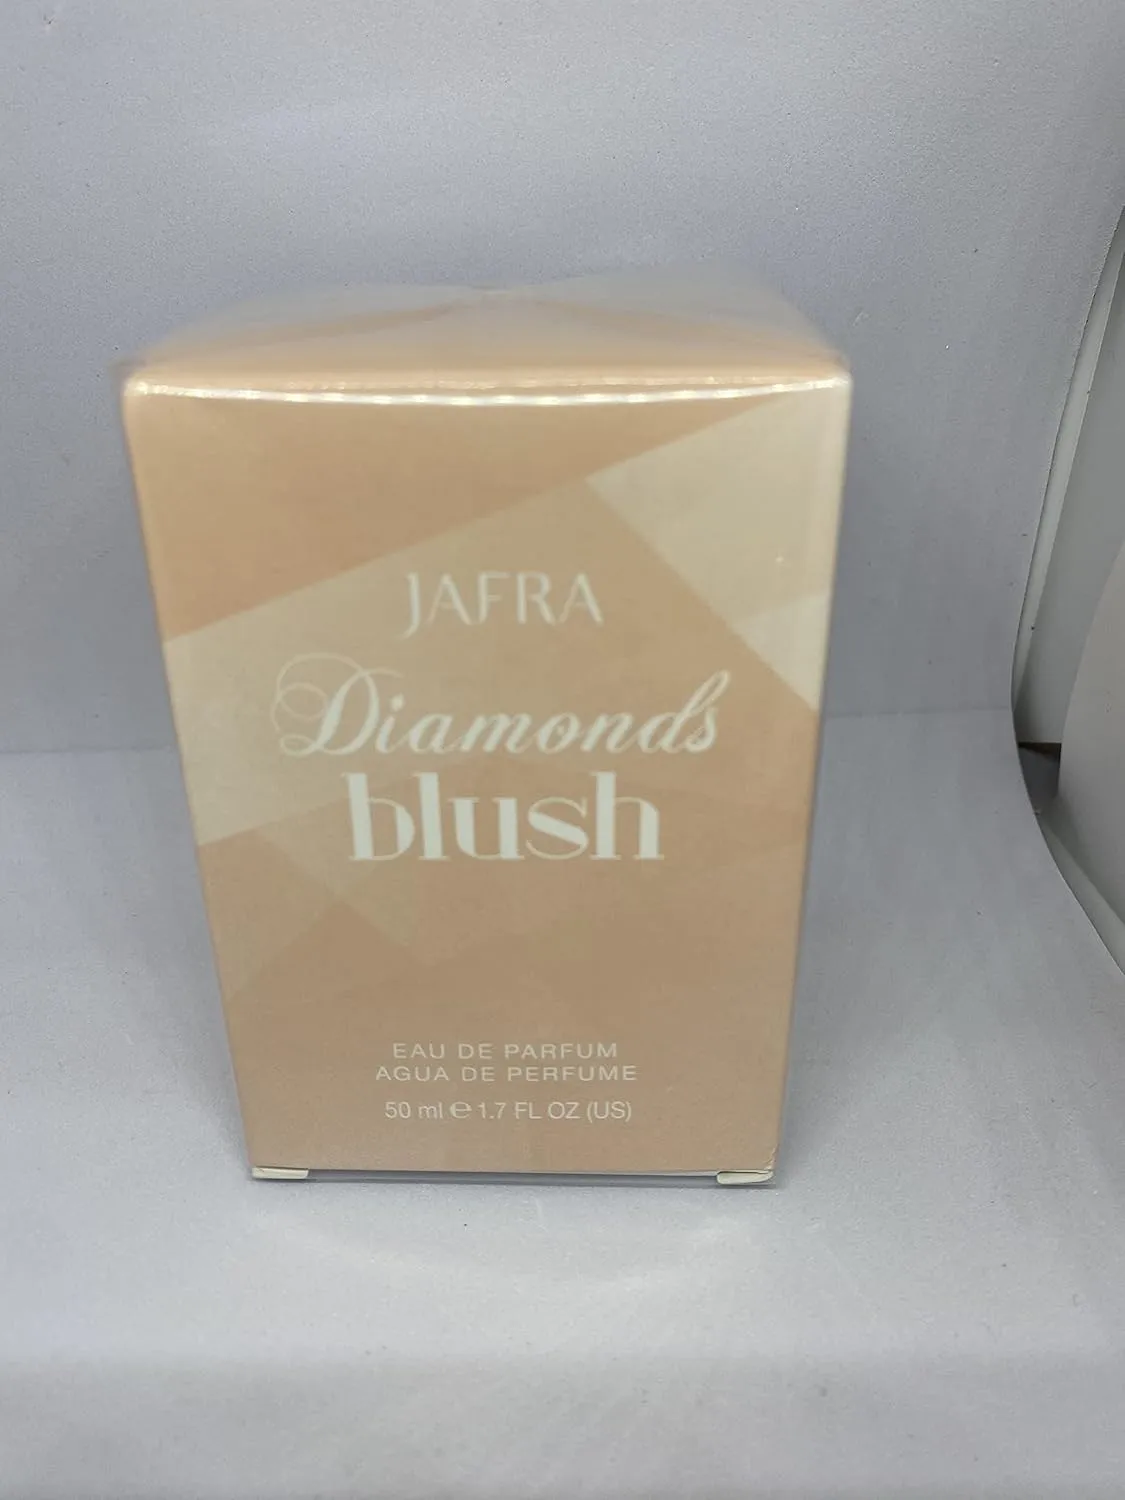 JAFRA
Diamonds
blush
EAU DE PARFUM
AGUA DE PERFUME
50 ml ℮ 1.7 FL OZ (US)